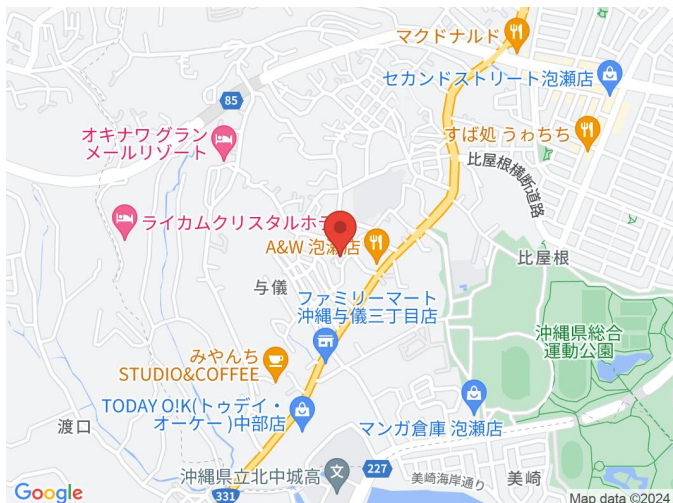 マクドナルド
セカンドストリート泡瀬店
85
オキナワ グラン
メールリゾート
すば処 うゎちち
比屋根横断道路
ライカムクリスタルホテ
A&W 泡瀬店
比屋根
与儀
ファミリーマート
沖縄与儀三丁目店
沖縄県総合
運動公園
みやんち
STUDIO&COFFEE
TODAY O!K(トゥデイ・
オーケー )中部店
マンガ倉庫 泡瀬店
渡口
沖縄県立北中城高
227
美崎海岸通り
美崎
331
Google
Map data ©2024